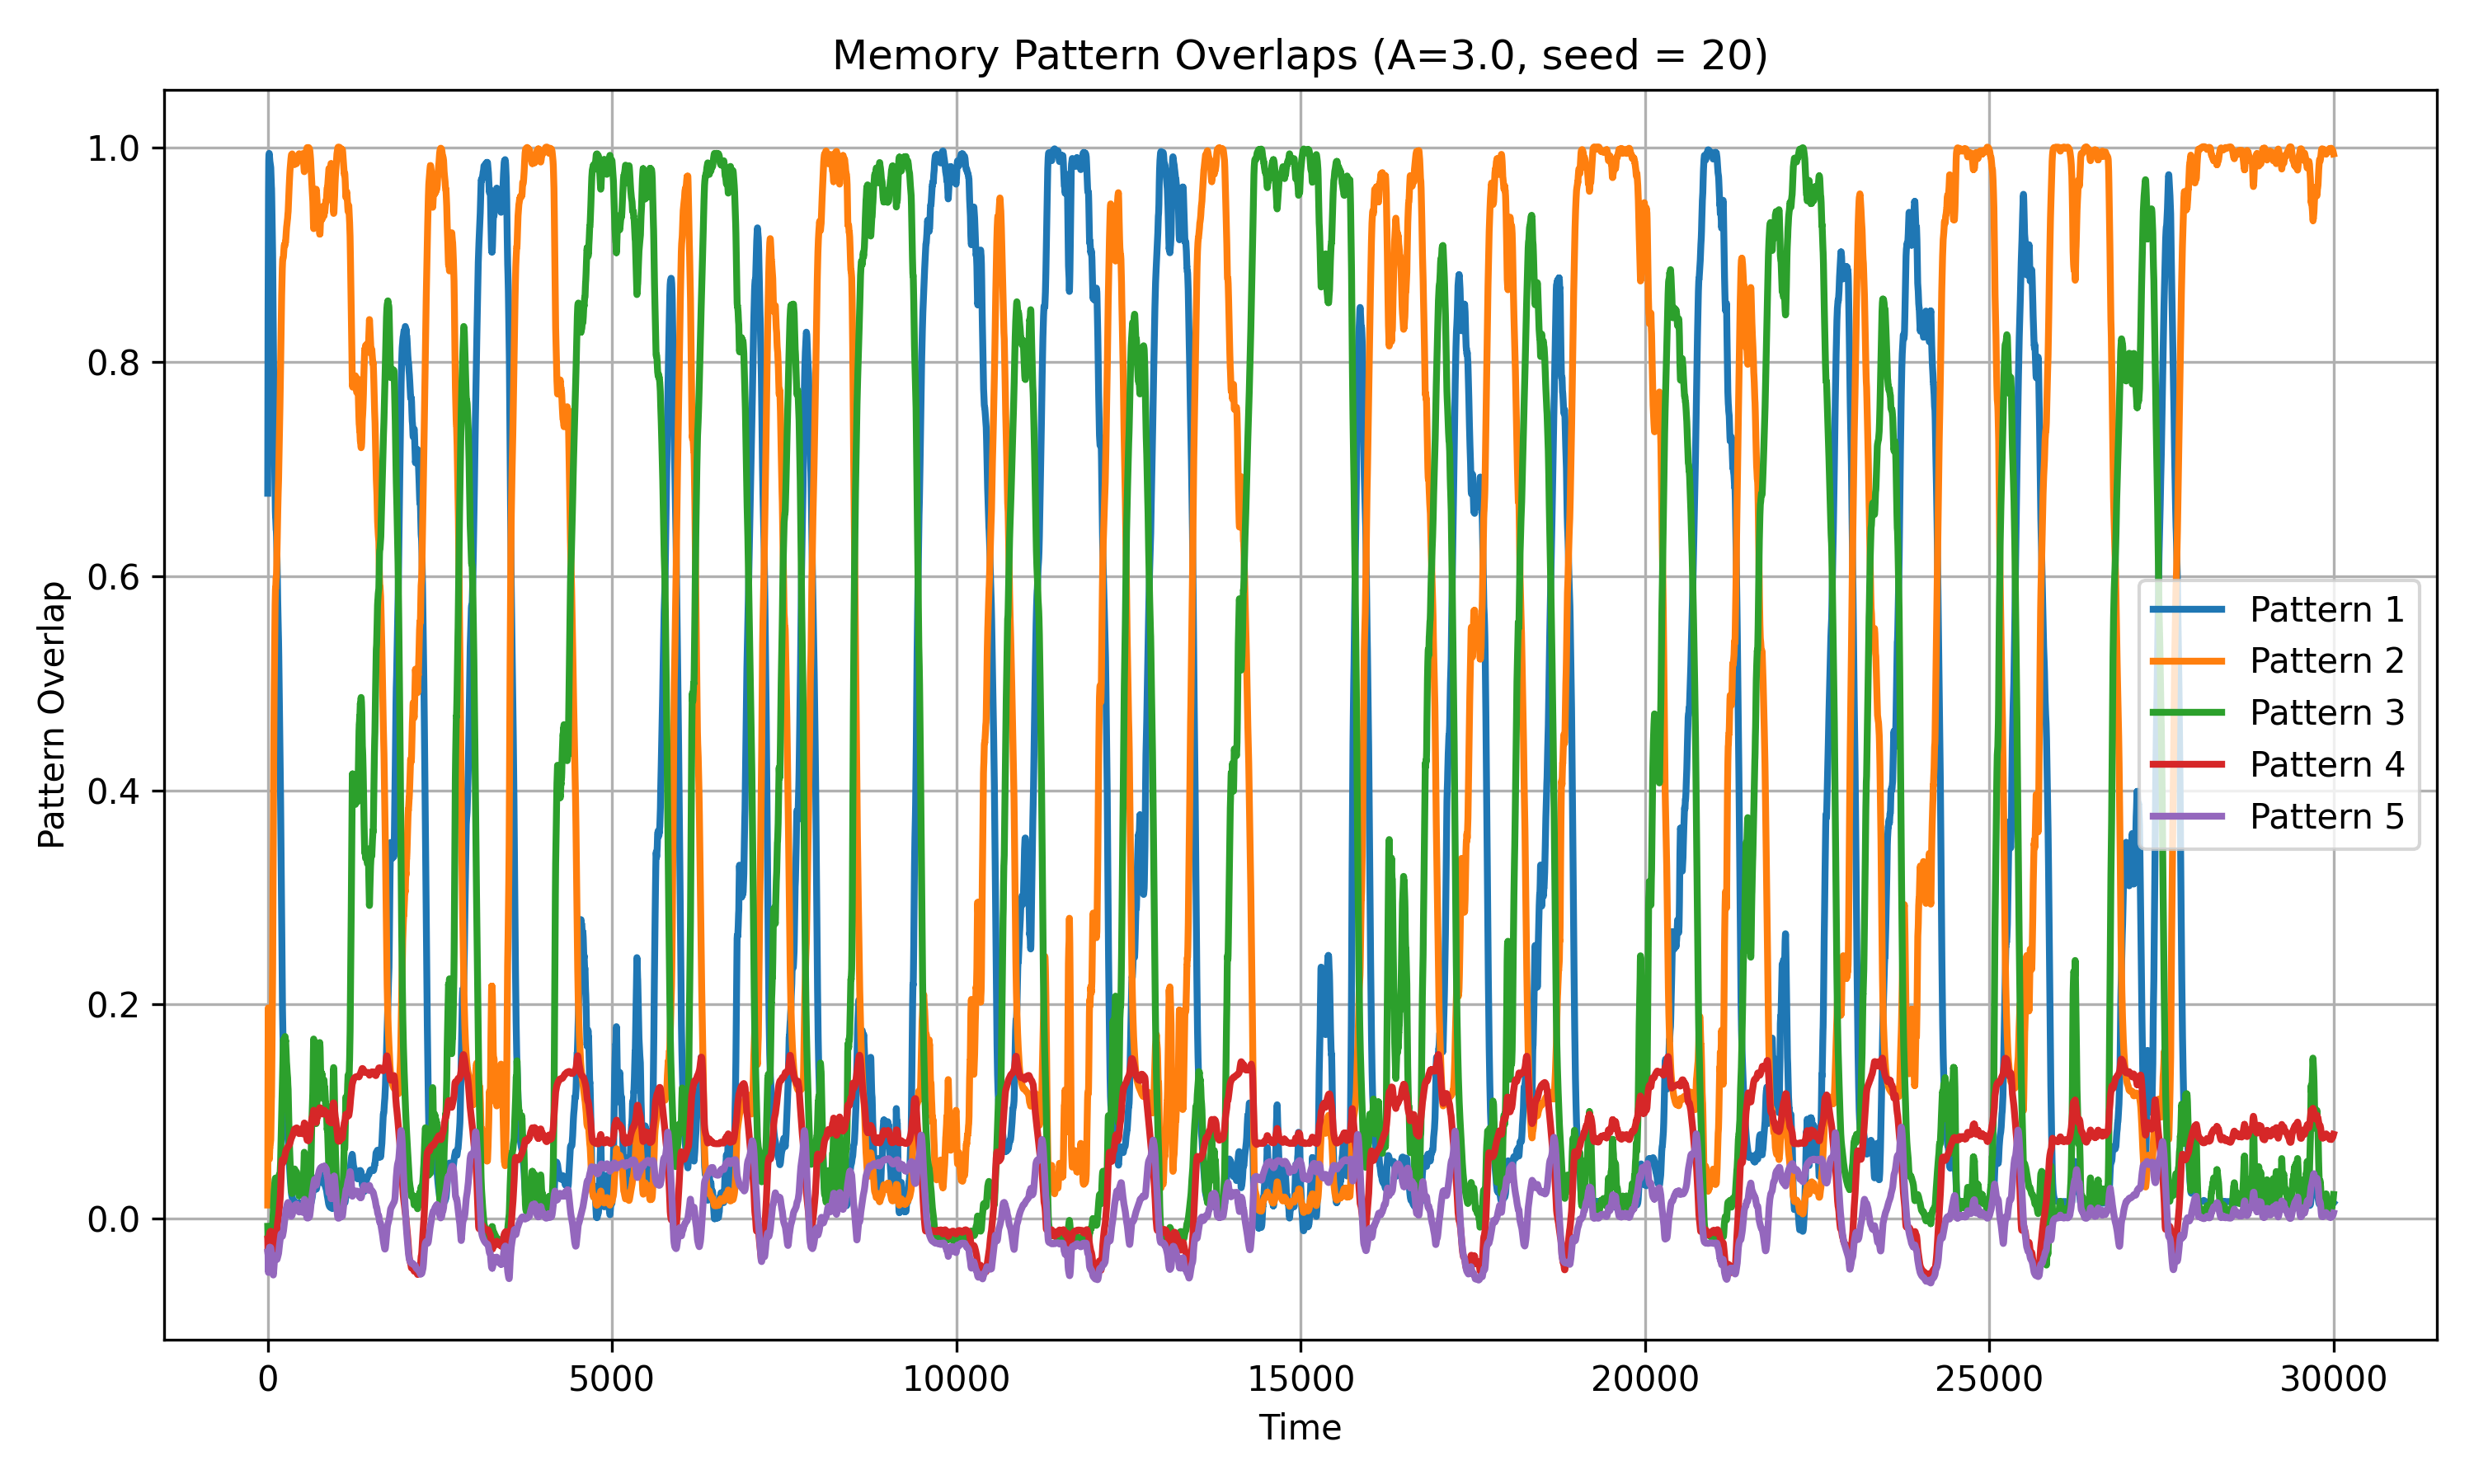 Memory Pattern Overlaps (A=3.0, seed = 20)
Pattern Overlap
1.0
0.8
0.6
0.4
0.2
0.0
Pattern 1
Pattern 2
Pattern 3
Pattern 4
Pattern 5
0 5000 10000 15000 20000 25000 30000
Time